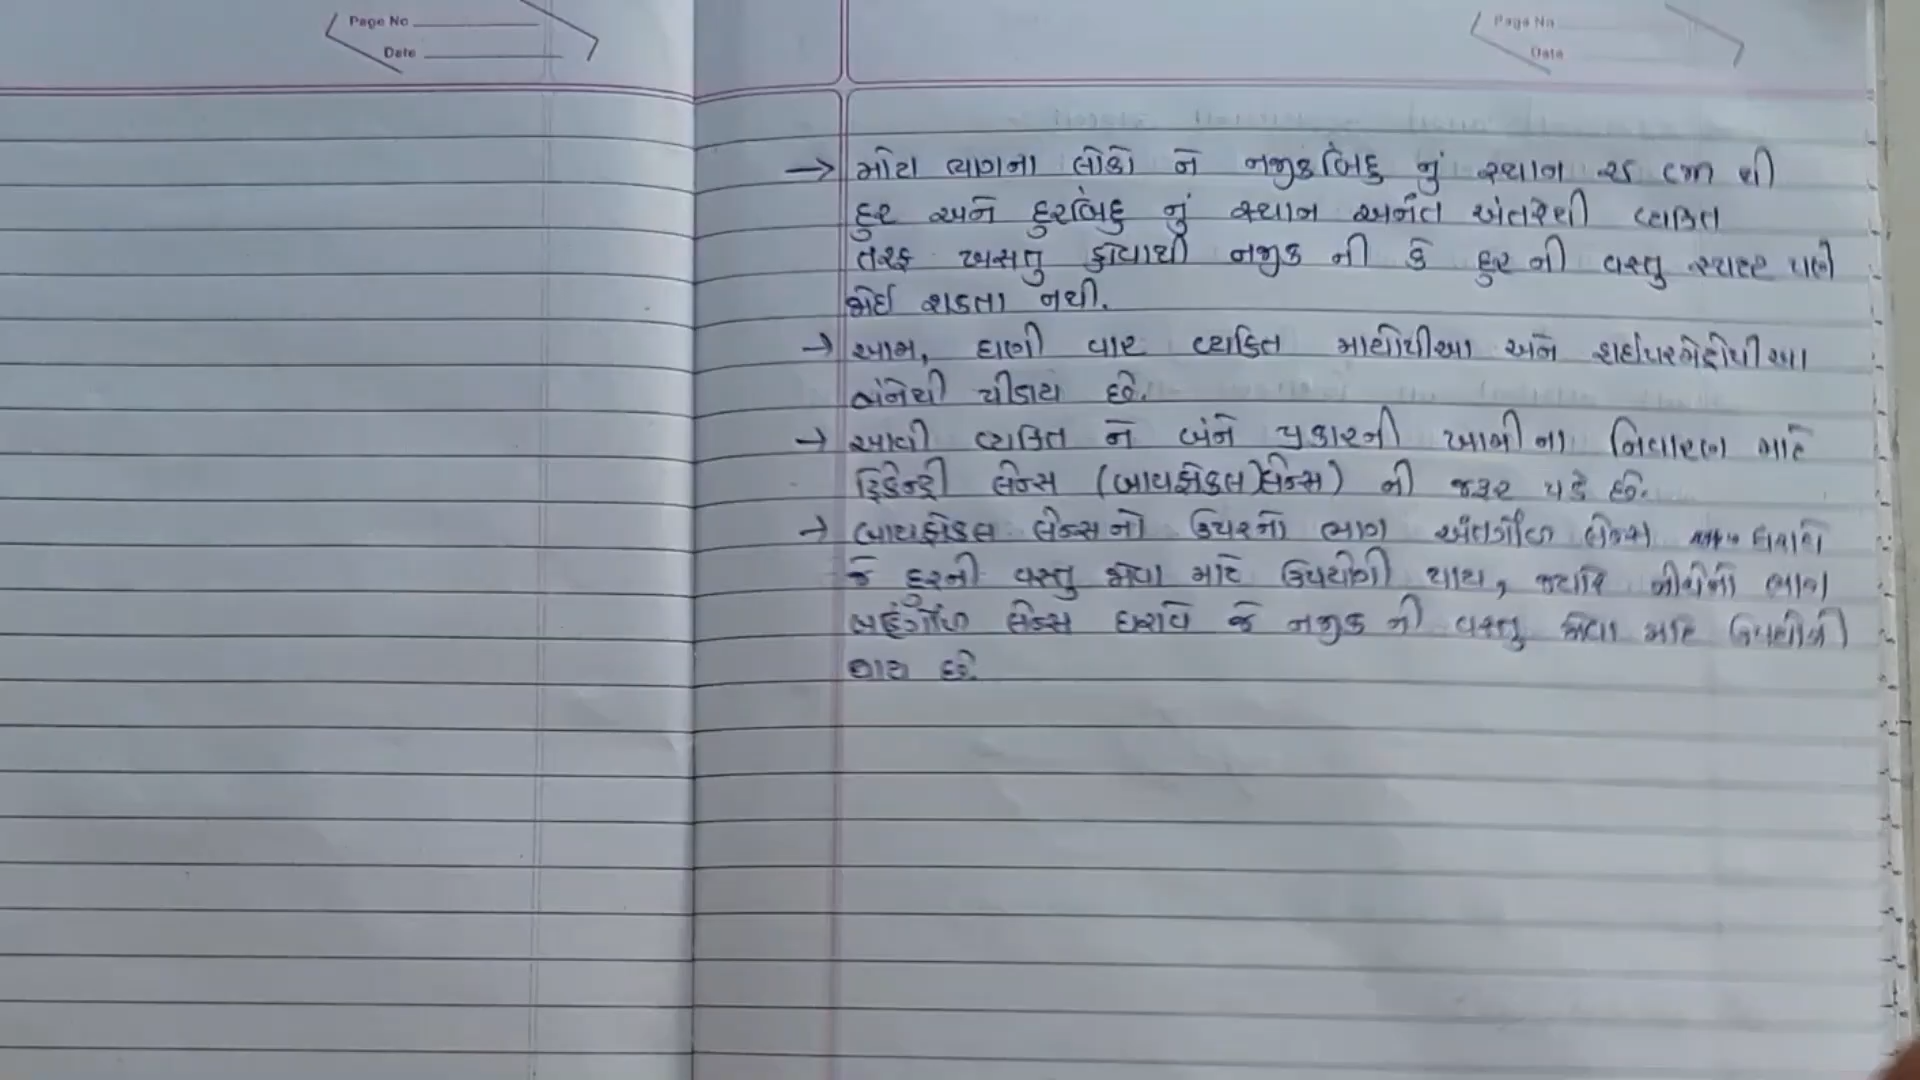 Page No
Date
Page No
Date
→ મોટા ભાગના લોકો ને નજીકબિંદુ નું સ્થાન ૨૫ cm થી
દુર અને દુરબિંદુ નું સ્થાન અનંત અંતરેથી વ્યકિત
તરફ ખસતુ હોવાથી નજીક ની કે દુર ની વસ્તુ સ્પષ્ટ પણે
જોઈ શકતા નથી.
→ આમ, ઘણી વાર વ્યકિત માયોપીઆ અને હાઈપરમેટ્રોપીઆ
બંનેથી પીડાય છે.
→ આવી વ્યકિત ને બંને પ્રકારની ખામી ના નિવારણ માટે
દ્વિકેન્દ્રી લેન્સ (બાયફોકલ લેન્સ) ની જરૂર પડે છે.
→ બાયફોકલ લેન્સનો ઉપરનો ભાગ અંતર્ગોળ લેન્સ ધરાવે
જે દુરની વસ્તુ જોવા માટે ઉપયોગી થાય, જ્યારે નીચેનો ભાગ
બહિર્ગોળ લેન્સ ધરાવે જે નજીક ની વસ્તુ જોવા માટે ઉપયોગી
થાય છે.